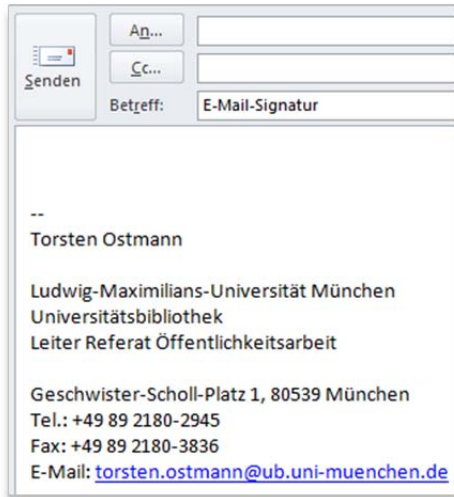 Senden
An...
Cc...
Betreff:
E-Mail-Signatur
--
Torsten Ostmann
Ludwig-Maximilians-Universität München
Universitätsbibliothek
Leiter Referat Öffentlichkeitsarbeit
Geschwister-Scholl-Platz 1, 80539 München
Tel.: +49 89 2180-2945
Fax: +49 89 2180-3836
E-Mail: torsten.ostmann@ub.uni-muenchen.de